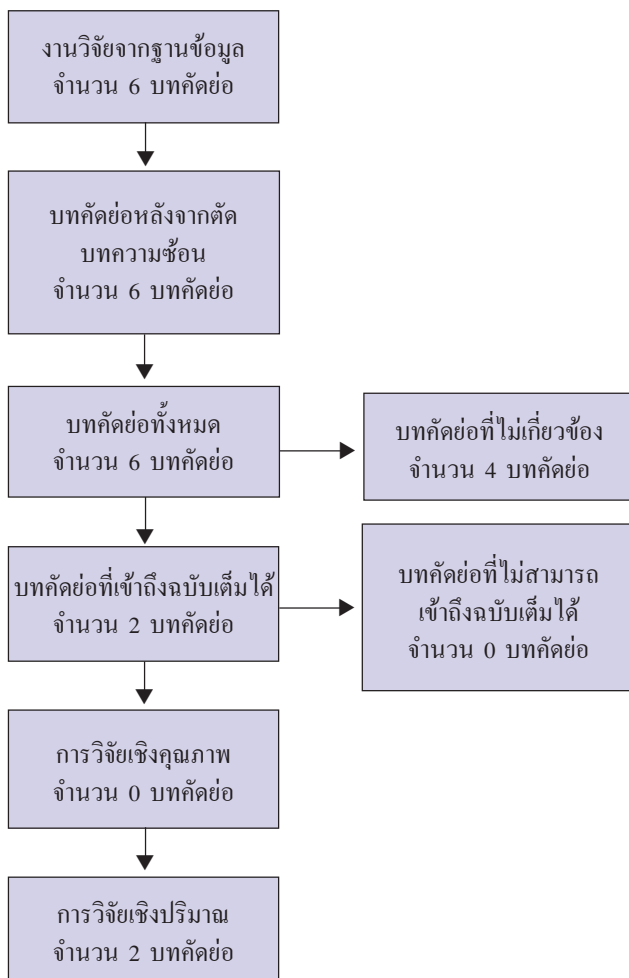 งานวิจัยจากฐานข้อมูล
จำนวน 6 บทคัดย่อ
บทคัดย่อหลังจากตัด
บทความซ้อน
จำนวน 6 บทคัดย่อ
บทคัดย่อทั้งหมด
จำนวน 6 บทคัดย่อ
บทคัดย่อที่ไม่เกี่ยวข้อง
จำนวน 4 บทคัดย่อ
บทคัดย่อที่เข้าถึงฉบับเต็มได้
จำนวน 2 บทคัดย่อ
บทคัดย่อที่ไม่สามารถ
เข้าถึงฉบับเต็มได้
จำนวน 0 บทคัดย่อ
การวิจัยเชิงคุณภาพ
จำนวน 0 บทคัดย่อ
การวิจัยเชิงปริมาณ
จำนวน 2 บทคัดย่อ